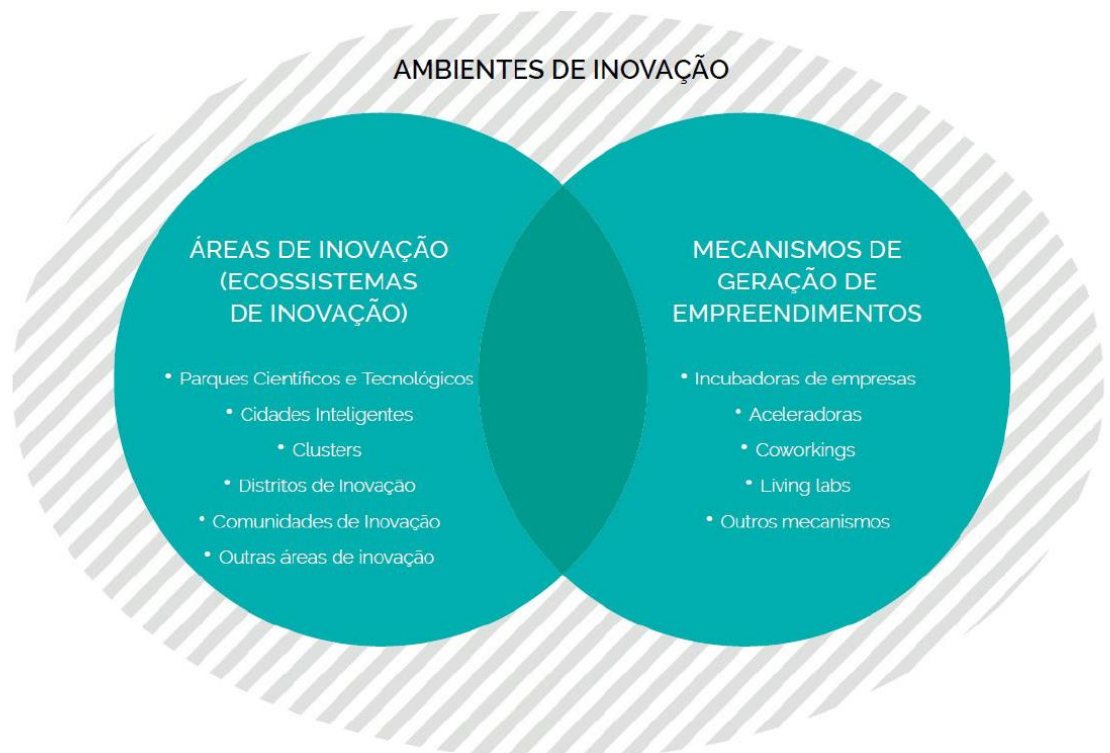 AMBIENTES DE INOVAÇÃO
ÁREAS DE INOVAÇÃO
(ECOSSISTEMAS
DE INOVAÇÃO)
• Parques Científicos e Tecnológicos
• Cidades Inteligentes
• Clusters
• Distritos de Inovação
• Comunidades de Inovação
• Outras áreas de inovação
MECANISMOS DE
GERAÇÃO DE
EMPREENDIMENTOS
• Incubadoras de empresas
• Aceleradoras
• Coworkings
• Living labs
• Outros mecanismos